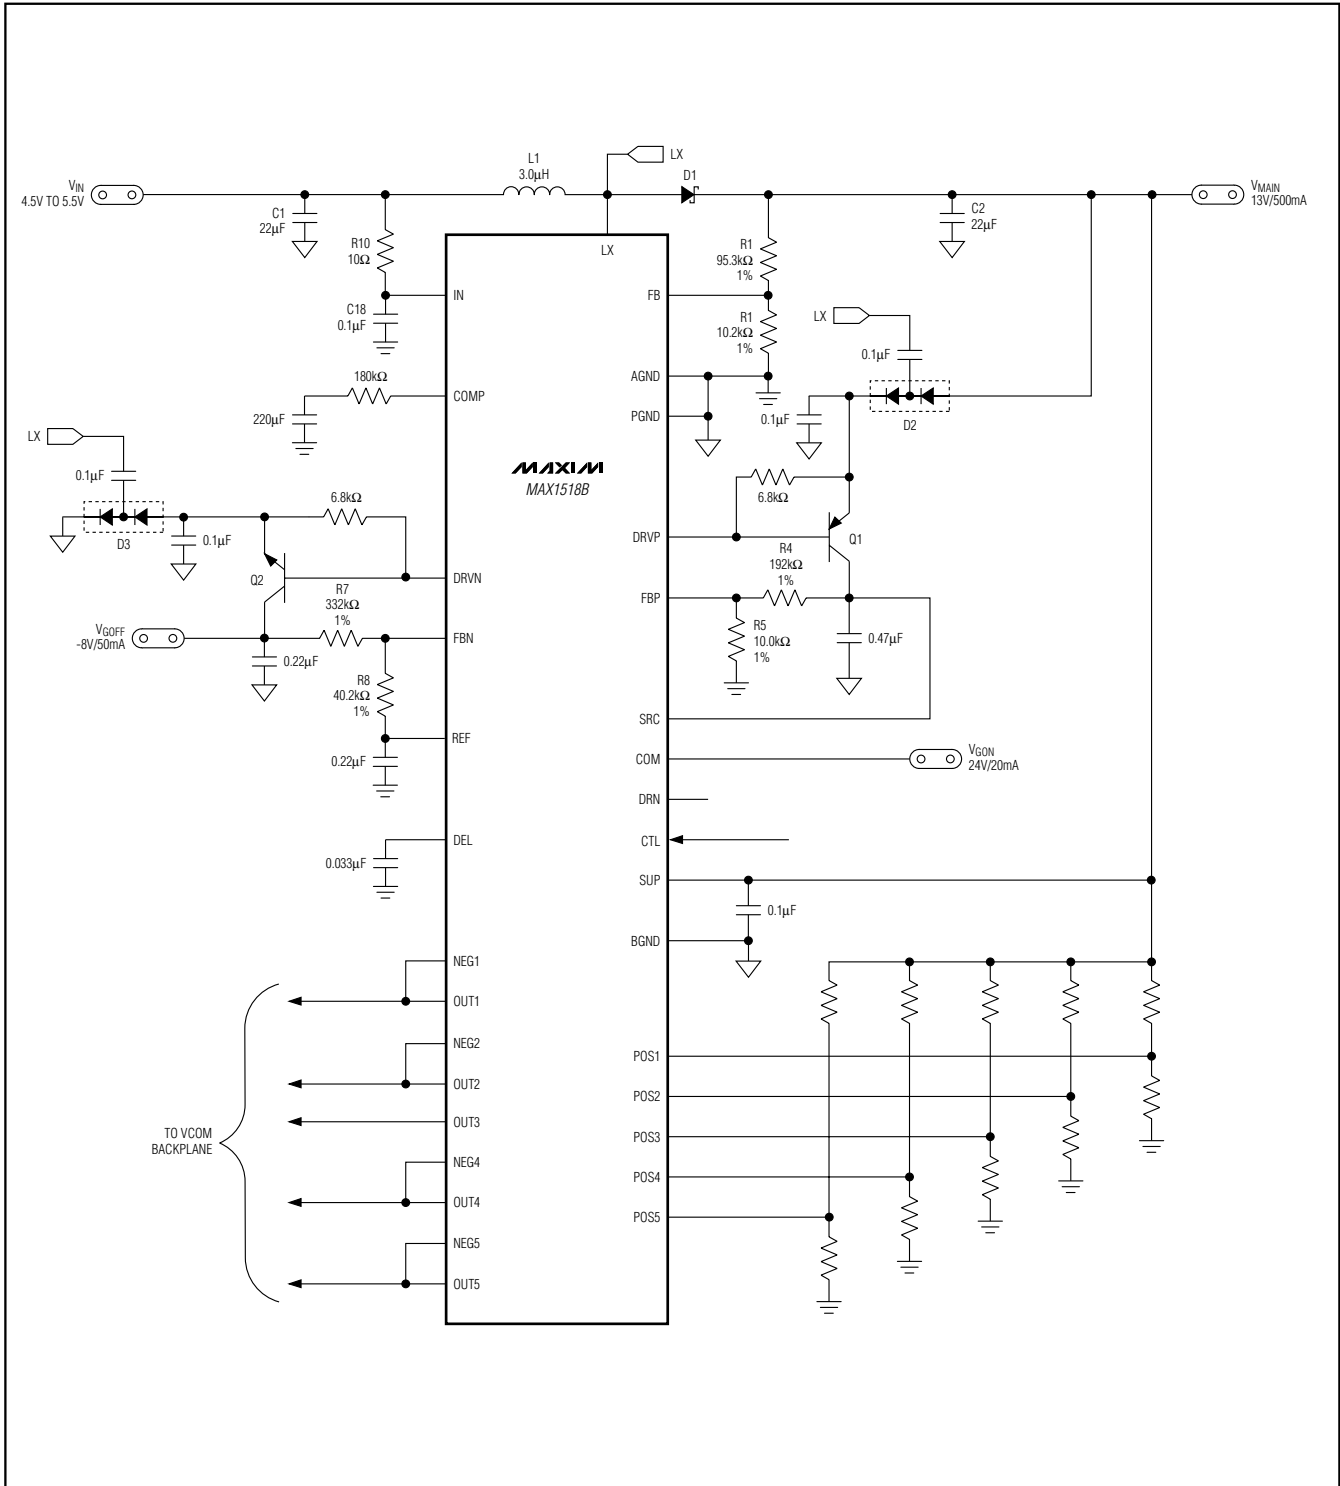 L1
3.0µH
LX
D1
VIN
4.5V TO 5.5V
VMAIN
13V/500mA
C1
22µF
C2
22µF
R10
10Ω
LX
R1
95.3kΩ
1%
IN
FB
C18
0.1µF
R1
10.2kΩ
1%
LX
0.1µF
180kΩ
AGND
COMP
220µF
PGND
0.1µF
D2
LX
MAXIM
MAX1518B
0.1µF
6.8kΩ
6.8kΩ
D3
0.1µF
DRVP
Q1
Q2
DRVN
R4
192kΩ
1%
R7
332kΩ
1%
FBP
VGOFF
-8V/50mA
FBN
R5
10.0kΩ
1%
0.47µF
0.22µF
R8
40.2kΩ
1%
SRC
REF
0.22µF
COM
VGON
24V/20mA
DRN
DEL
CTL
0.033µF
SUP
0.1µF
BGND
NEG1
OUT1
NEG2
POS1
OUT2
POS2
OUT3
TO VCOM
BACKPLANE
POS3
NEG4
POS4
OUT4
POS5
NEG5
OUT5